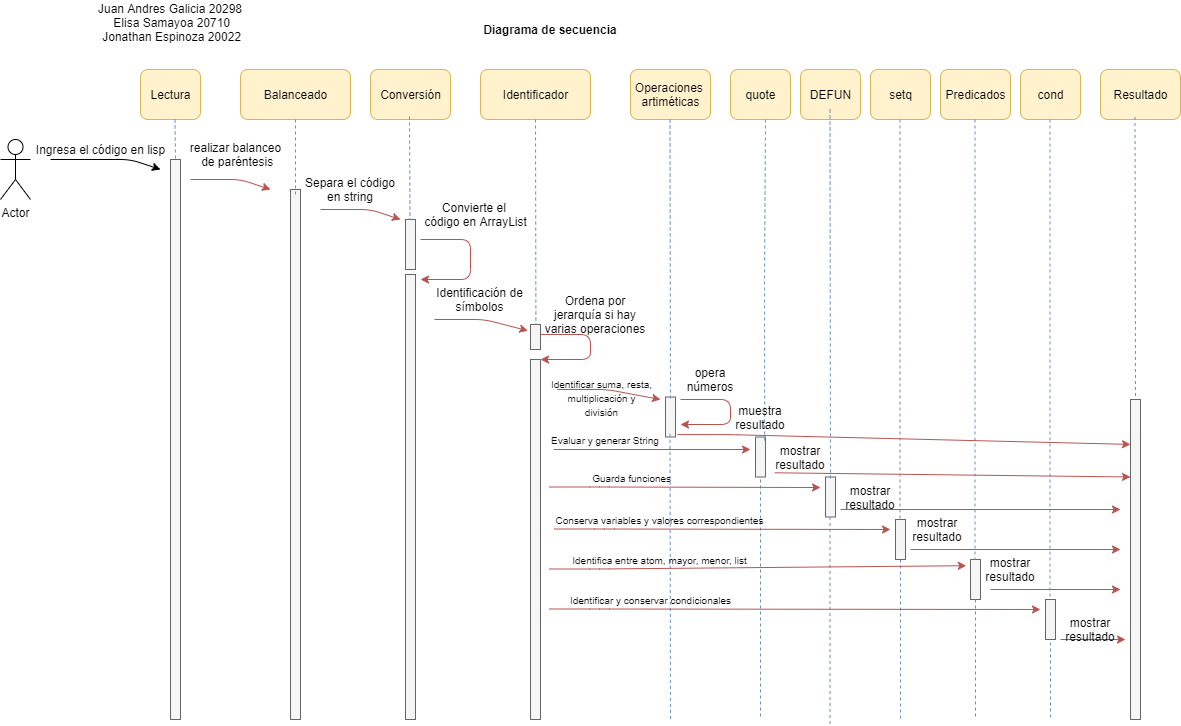 Juan Andres Galicia 20298
Elisa Samayoa 20710
Jonathan Espinoza 20022
Diagrama de secuencia
Lectura
Balanceado
Conversión
Identificador
Operaciones
artiméticas
quote
DEFUN
setq
Predicados
cond
Resultado
Ingresa el código en lisp
Actor
realizar balanceo
de paréntesis
Separa el código
en string
Convierte el
código en ArrayList
Identificación de
símbolos
Ordena por
jerarquía si hay
varias operaciones
Identificar suma, resta,
multiplicación y
división
opera
números
muestra
resultado
Evaluar y generar String
mostrar
resultado
Guarda funciones
mostrar
resultado
Conserva variables y valores correspondientes
mostrar
resultado
Identifica entre atom, mayor, menor, list
mostrar
resultado
Identificar y conservar condicionales
mostrar
resultado